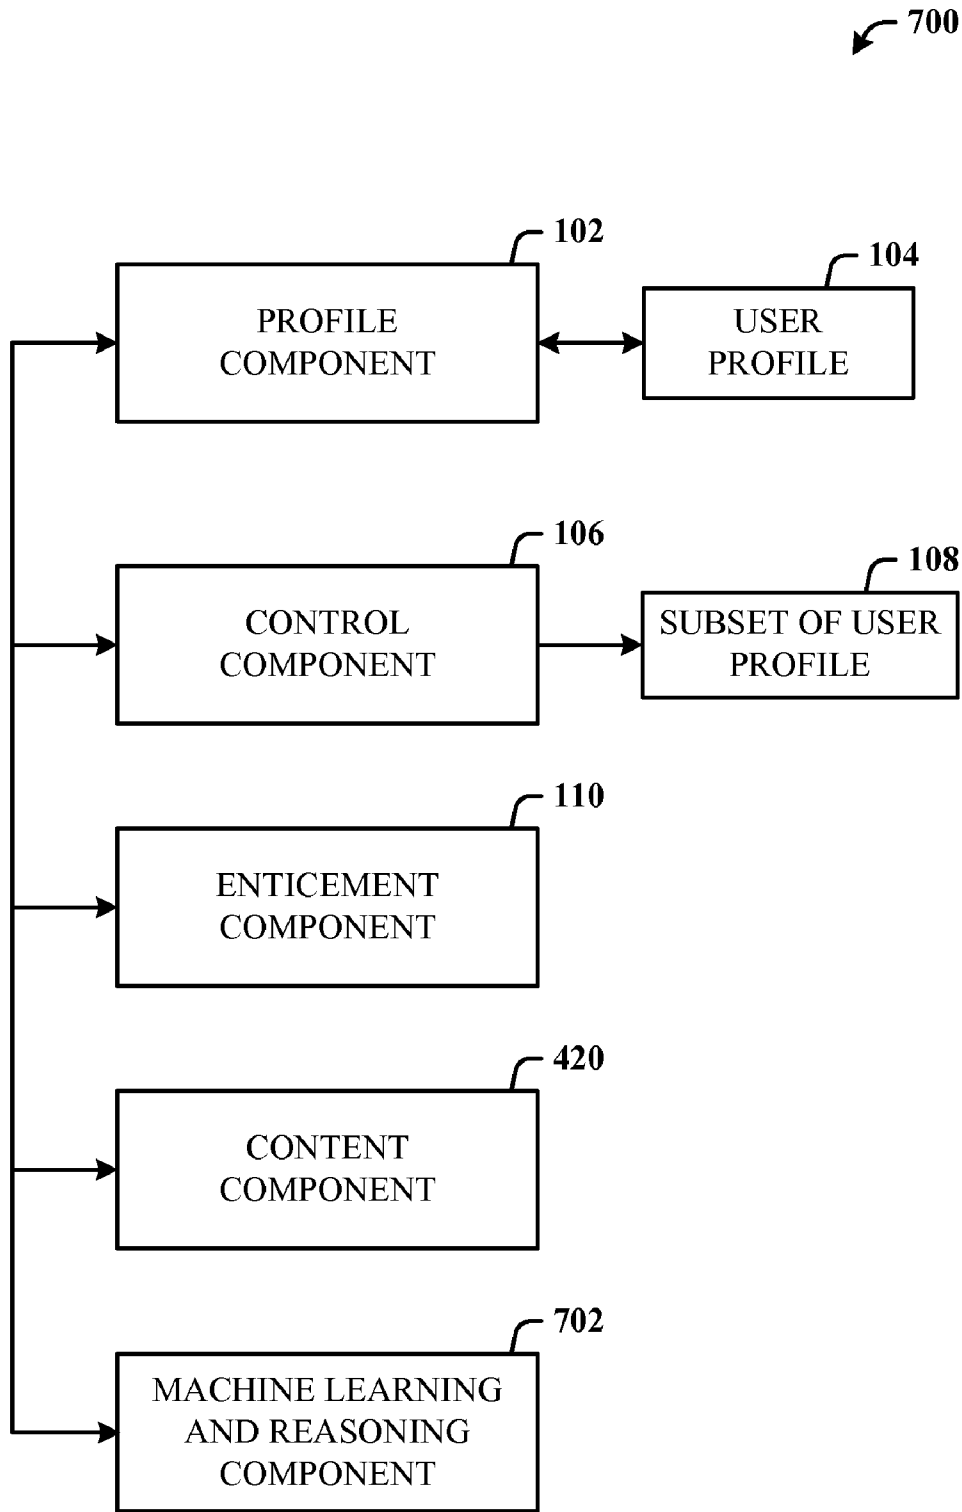 700
102
PROFILE
COMPONENT
104
USER
PROFILE
106
CONTROL
COMPONENT
108
SUBSET OF USER
PROFILE
110
ENTICEMENT
COMPONENT
420
CONTENT
COMPONENT
702
MACHINE LEARNING
AND REASONING
COMPONENT